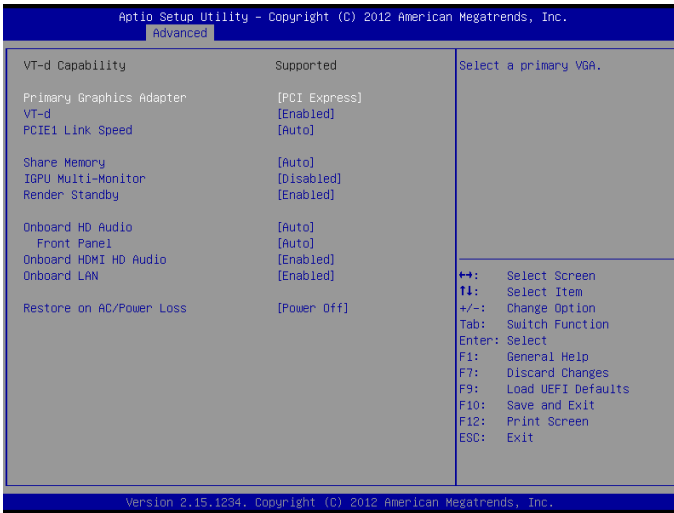 Aptio Setup Utility – Copyright (C) 2012 American Megatrends, Inc.
Advanced
VT-d Capability Supported
Primary Graphics Adapter [PCI Express]
VT-d [Enabled]
PCIE1 Link Speed [Auto]
Share Memory [Auto]
IGPU Multi-Monitor [Disabled]
Render Standby [Enabled]
Onboard HD Audio [Auto]
Front Panel [Auto]
Onboard HDMI HD Audio [Enabled]
Onboard LAN [Enabled]
Restore on AC/Power Loss [Power Off]
Select a primary VGA.
↔: Select Screen
↑↓: Select Item
+/-: Change Option
Tab: Switch Function
Enter: Select
F1: General Help
F7: Discard Changes
F9: Load UEFI Defaults
F10: Save and Exit
F12: Print Screen
ESC: Exit
Version 2.15.1234. Copyright (C) 2012 American Megatrends, Inc.